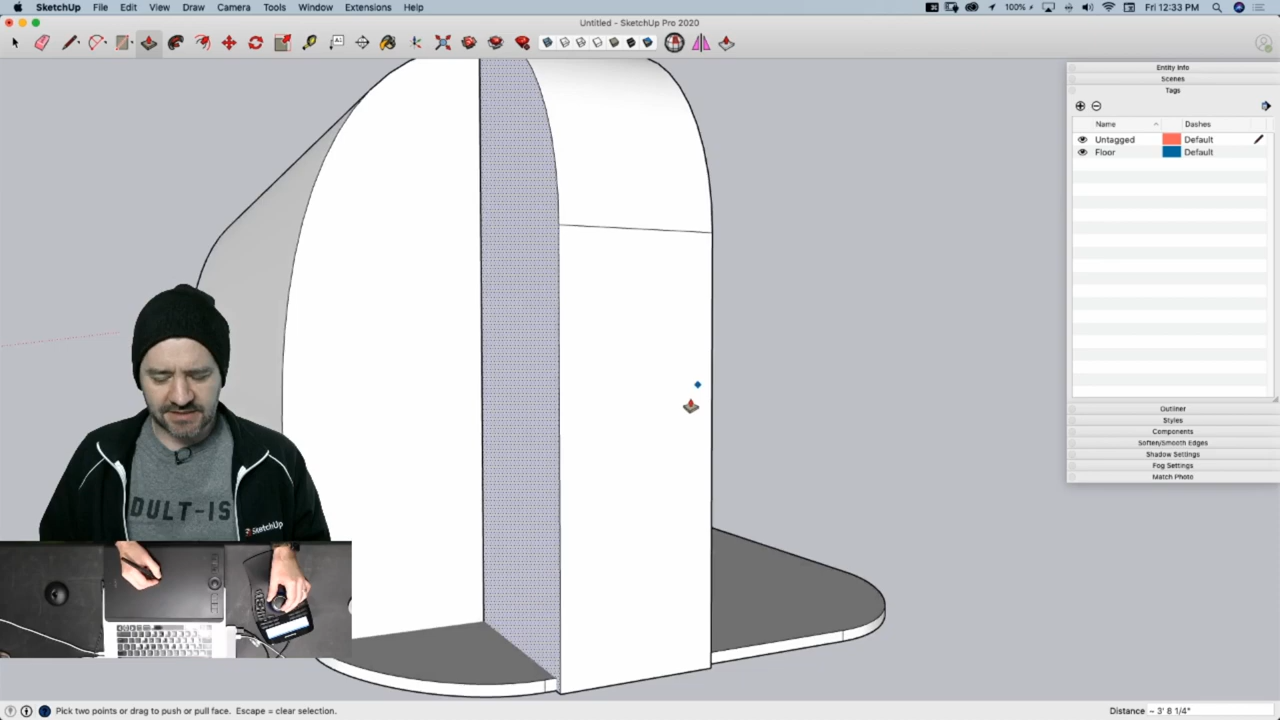 SketchUp File Edit View Draw Camera Tools Window Extensions Help 100% Fri 12:33 PM
Untitled - SketchUp Pro 2020
Entity Info
Scenes
Tags
Name Dashes
Untagged Default
Floor Default
Outliner
Styles
Components
Soften/Smooth Edges
Shadow Settings
Fog Settings
Match Photo
DULT-IS
SketchUp
Pick two points or drag to push or pull face. Escape = clear selection.
Distance ~ 3' 8 1/4"